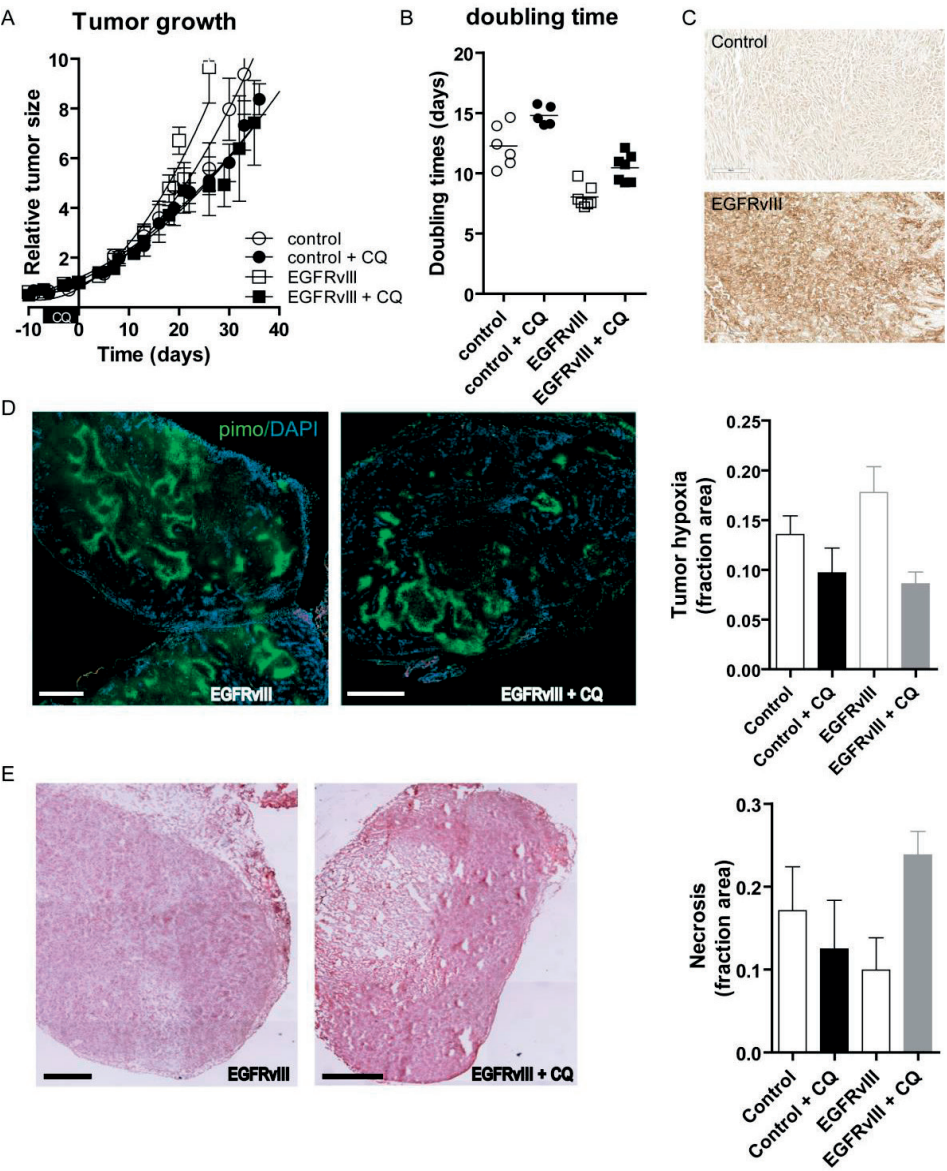 A
Tumor growth
Relative tumor size
10
8
6
4
2
-10 0 10 20 30 40
CQ
Time (days)
control
control + CQ
EGFRvIII
EGFRvIII + CQ
B
doubling time
Doubling times (days)
20
15
10
5
0
control
control + CQ
EGFRvIII
EGFRvIII + CQ
C
Control
EGFRvIII
D
pimo/DAPI
EGFRvIII
EGFRvIII + CQ
Tumor hypoxia
(fraction area)
0.25
0.20
0.15
0.10
0.05
0.00
Control
Control + CQ
EGFRvIII
EGFRvIII + CQ
E
EGFRvIII
EGFRvIII + CQ
Necrosis
(fraction area)
0.3
0.2
0.1
0.0
Control
Control + CQ
EGFRvIII
EGFRvIII + CQ